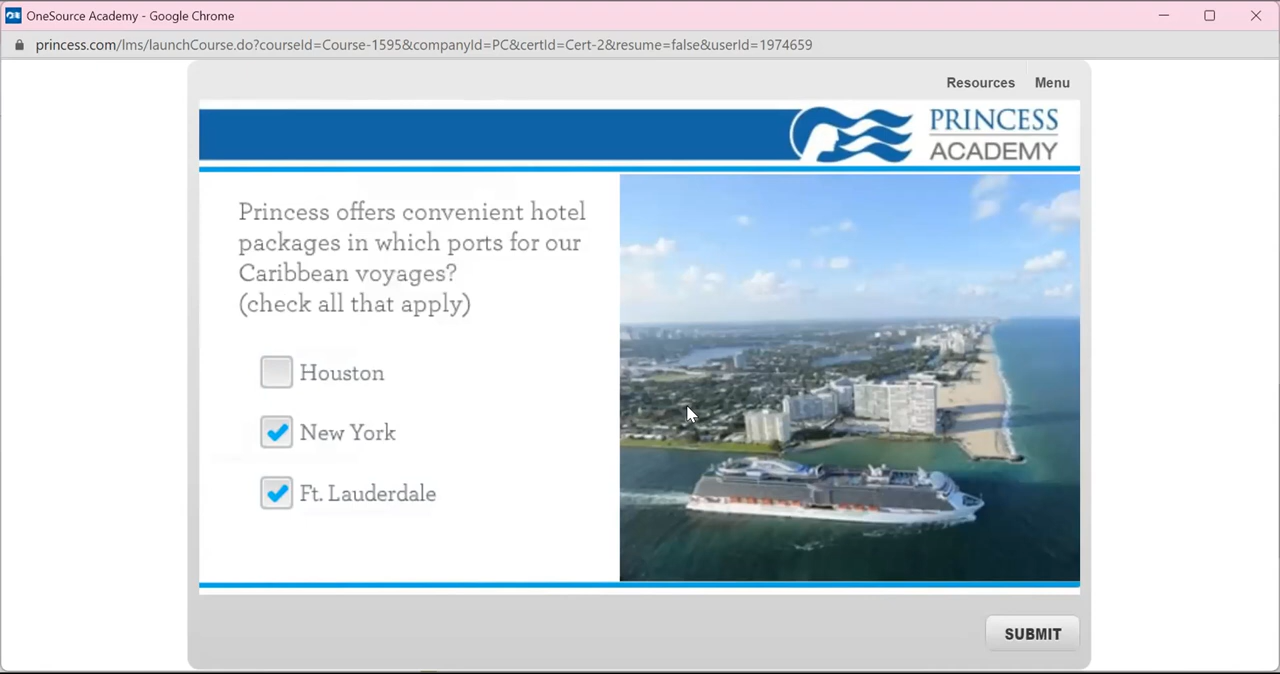 OneSource Academy - Google Chrome
princess.com/lms/launchCourse.do?courseId=Course-1595&companyId=PC&certId=Cert-2&resume=false&userId=1974659
Resources Menu
PRINCESS
ACADEMY
Princess offers convenient hotel
packages in which ports for our
Caribbean voyages?
(check all that apply)
Houston
New York
Ft. Lauderdale
SUBMIT